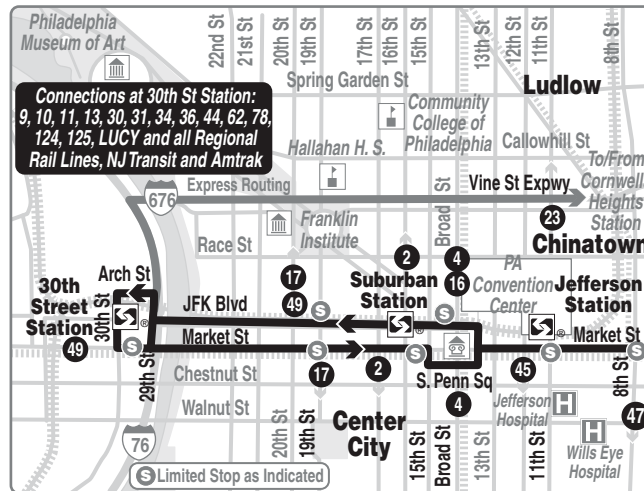 Philadelphia
Museum of Art
22nd St
21st St
20th St
19th St
17th St
16th St
15th St
13th St
12th St
11th St
8th St
Spring Garden St
Ludlow
Connections at 30th St Station:
9, 10, 11, 13, 30, 31, 34, 36, 44, 62, 78,
124, 125, LUCY and all Regional
Rail Lines, NJ Transit and Amtrak
Community
College of
Philadelphia
Callowhill St
Hallahan H. S.
To/From
Cornwell
Heights
Station
676
Express Routing
Vine St Expwy
Broad St
23
Franklin
Institute
Chinatown
Race St
2
4
16
PA
Convention
Center
30th
Street
Station
49
Arch St
30th St
17
49
Suburban
Station
Jefferson
Station
JFK Blvd
S
S
®
®
®
Market St
Market St
S
S
S
S
S
29th St
Chestnut St
17
2
S. Penn Sq
45
8th St
Walnut St
4
Jefferson
Hospital
H
47
76
20th St
19th St
Center
City
15th St
Broad St
13th St
11th St
H
Wills Eye
Hospital
S Limited Stop as Indicated